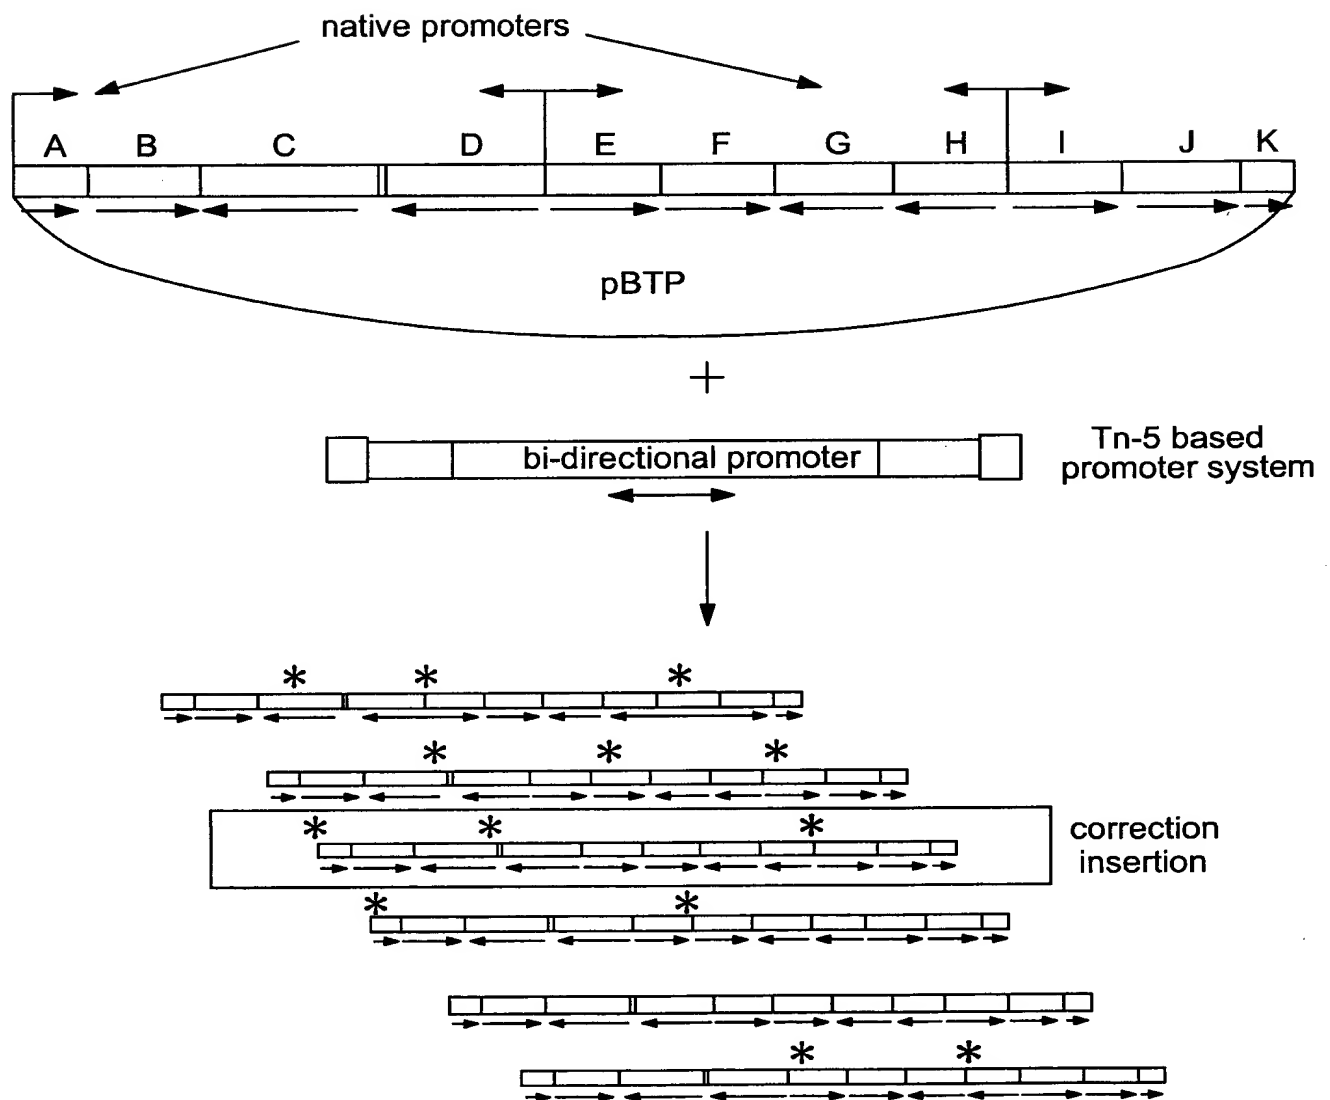 native promoters
A B C D E F G H I J K
pBTP
+
bi-directional promoter
Tn-5 based
promoter system
* * *
* * *
* * *
correction
insertion
* *
* *